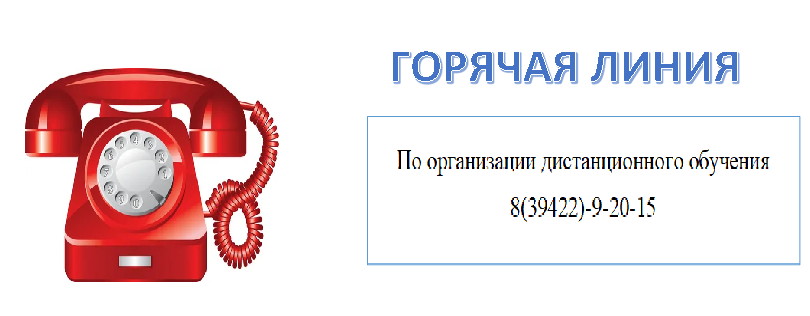 ГОРЯЧАЯ ЛИНИЯ
По организации дистанционного обучения
8(39422)-9-20-15